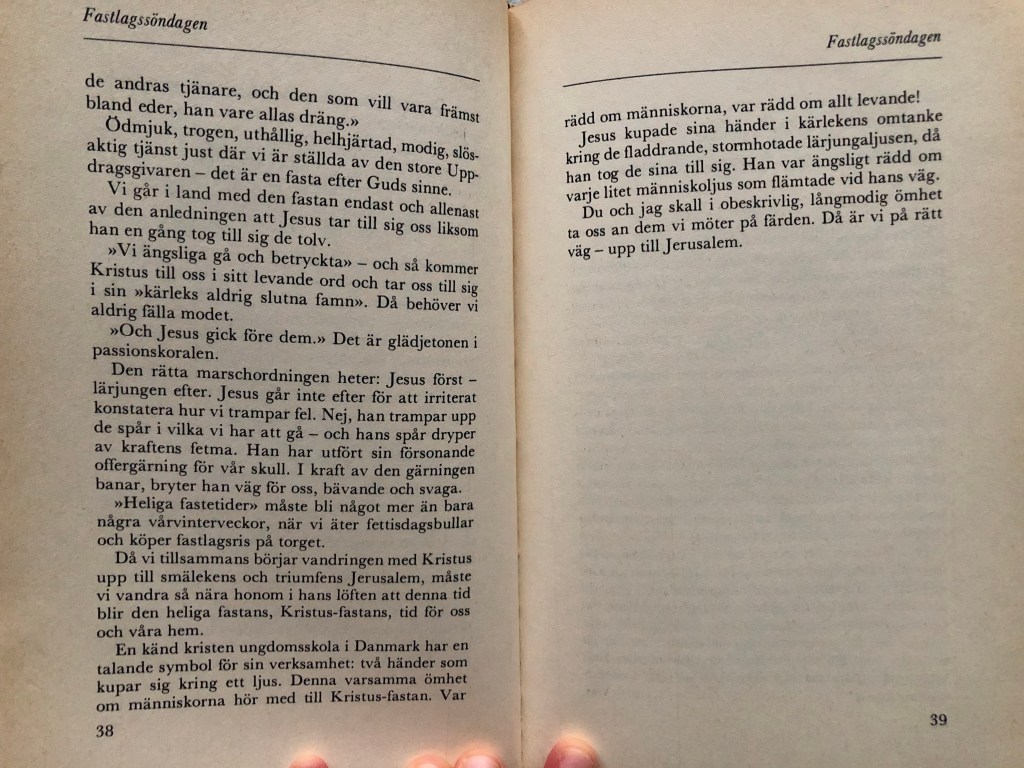 Fastlagssöndagen
de andras tjänare, och den som vill vara främst
bland eder, han vare allas dräng.»
Ödmjuk, trogen, uthållig, helhjärtad, modig, slös-
aktig tjänst just där vi är ställda av den store Upp-
dragsgivaren – det är en fasta efter Guds sinne.
Vi går i land med den fastan endast och allenast
av den anledningen att Jesus tar till sig oss liksom
han en gång tog till sig de tolv.
»Vi ängsliga gå och betryckta» – och så kommer
Kristus till oss i sitt levande ord och tar oss till sig
i sin »kärleks aldrig slutna famn». Då behöver vi
aldrig fälla modet.
»Och Jesus gick före dem.» Det är glädjetonen i
passionskoralen.
Den rätta marschordningen heter: Jesus först –
lärjungen efter. Jesus går inte efter för att irriterat
konstatera hur vi trampar fel. Nej, han trampar upp
de spår i vilka vi har att gå – och hans spår dryper
av kraftens fetma. Han har utfört sin försonande
offergärning för vår skull. I kraft av den gärningen
banar, bryter han väg för oss, bävande och svaga.
»Heliga fastetider» måste bli något mer än bara
några vårvinterveckor, när vi äter fettisdagsbullar
och köper fastlagsris på torget.
Då vi tillsammans börjar vandringen med Kristus
upp till smälekens och triumfens Jerusalem, måste
vi vandra så nära honom i hans löften att denna tid
blir den heliga fastans, Kristus-fastans, tid för oss
och våra hem.
En känd kristen ungdomsskola i Danmark har en
talande symbol för sin verksamhet: två händer som
kupar sig kring ett ljus. Denna varsamma ömhet
om människorna hör med till Kristus-fastan. Var
38
Fastlagssöndagen
rädd om människorna, var rädd om allt levande!
Jesus kupade sina händer i kärlekens omtanke
kring de fladdrande, stormhotade lärjungaljusen, då
han tog de sina till sig. Han var ängsligt rädd om
varje litet människoljus som flämtade vid hans väg.
Du och jag skall i obeskrivlig, långmodig ömhet
ta oss an dem vi möter på färden. Då är vi på rätt
väg – upp till Jerusalem.
39